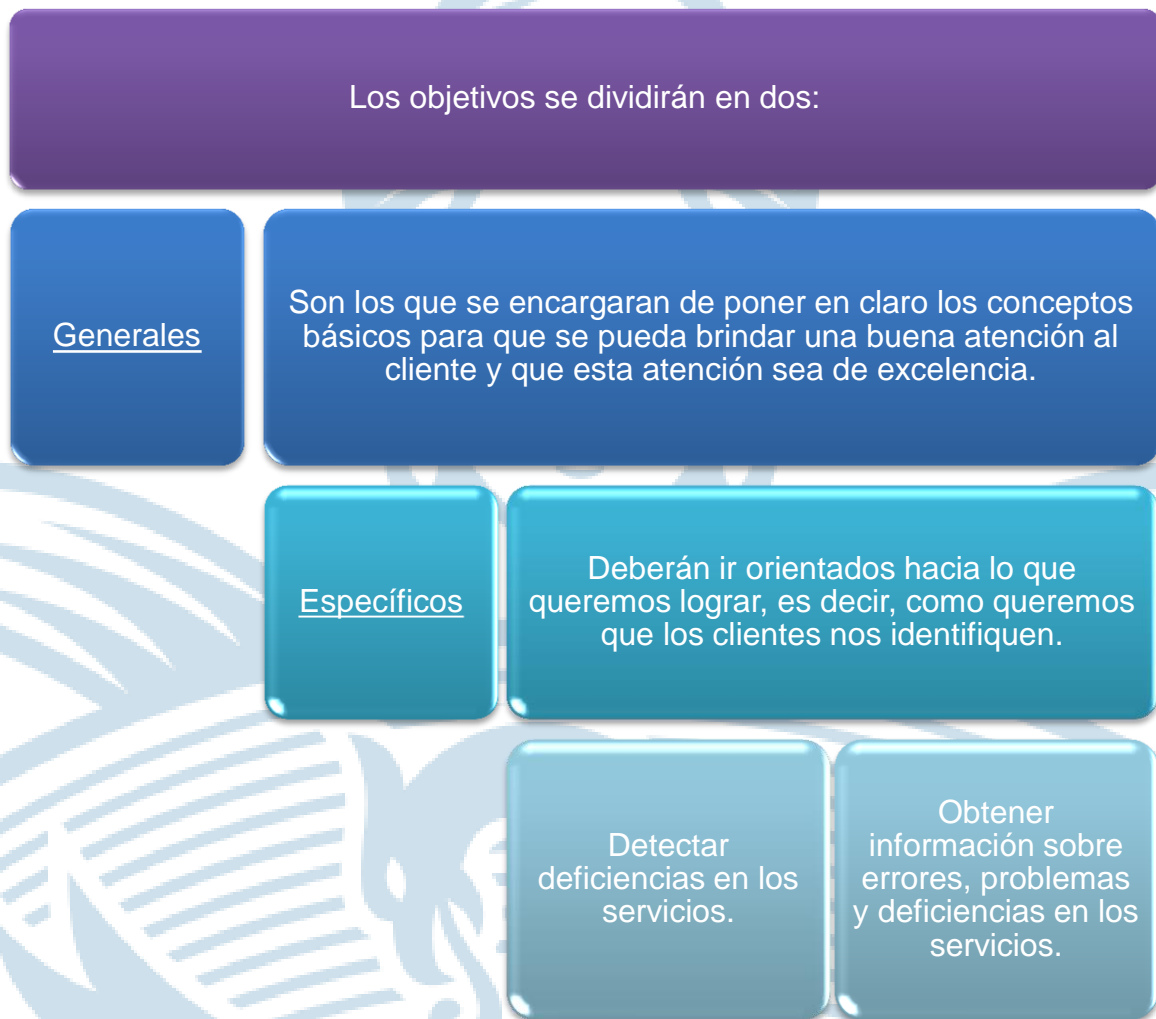 Los objetivos se dividirán en dos:
Generales
Son los que se encargaran de poner en claro los conceptos
básicos para que se pueda brindar una buena atención al
cliente y que esta atención sea de excelencia.
Específicos
Deberán ir orientados hacia lo que
queremos lograr, es decir, como queremos
que los clientes nos identifiquen.
Detectar
deficiencias en los
servicios.
Obtener
información sobre
errores, problemas
y deficiencias en los
servicios.